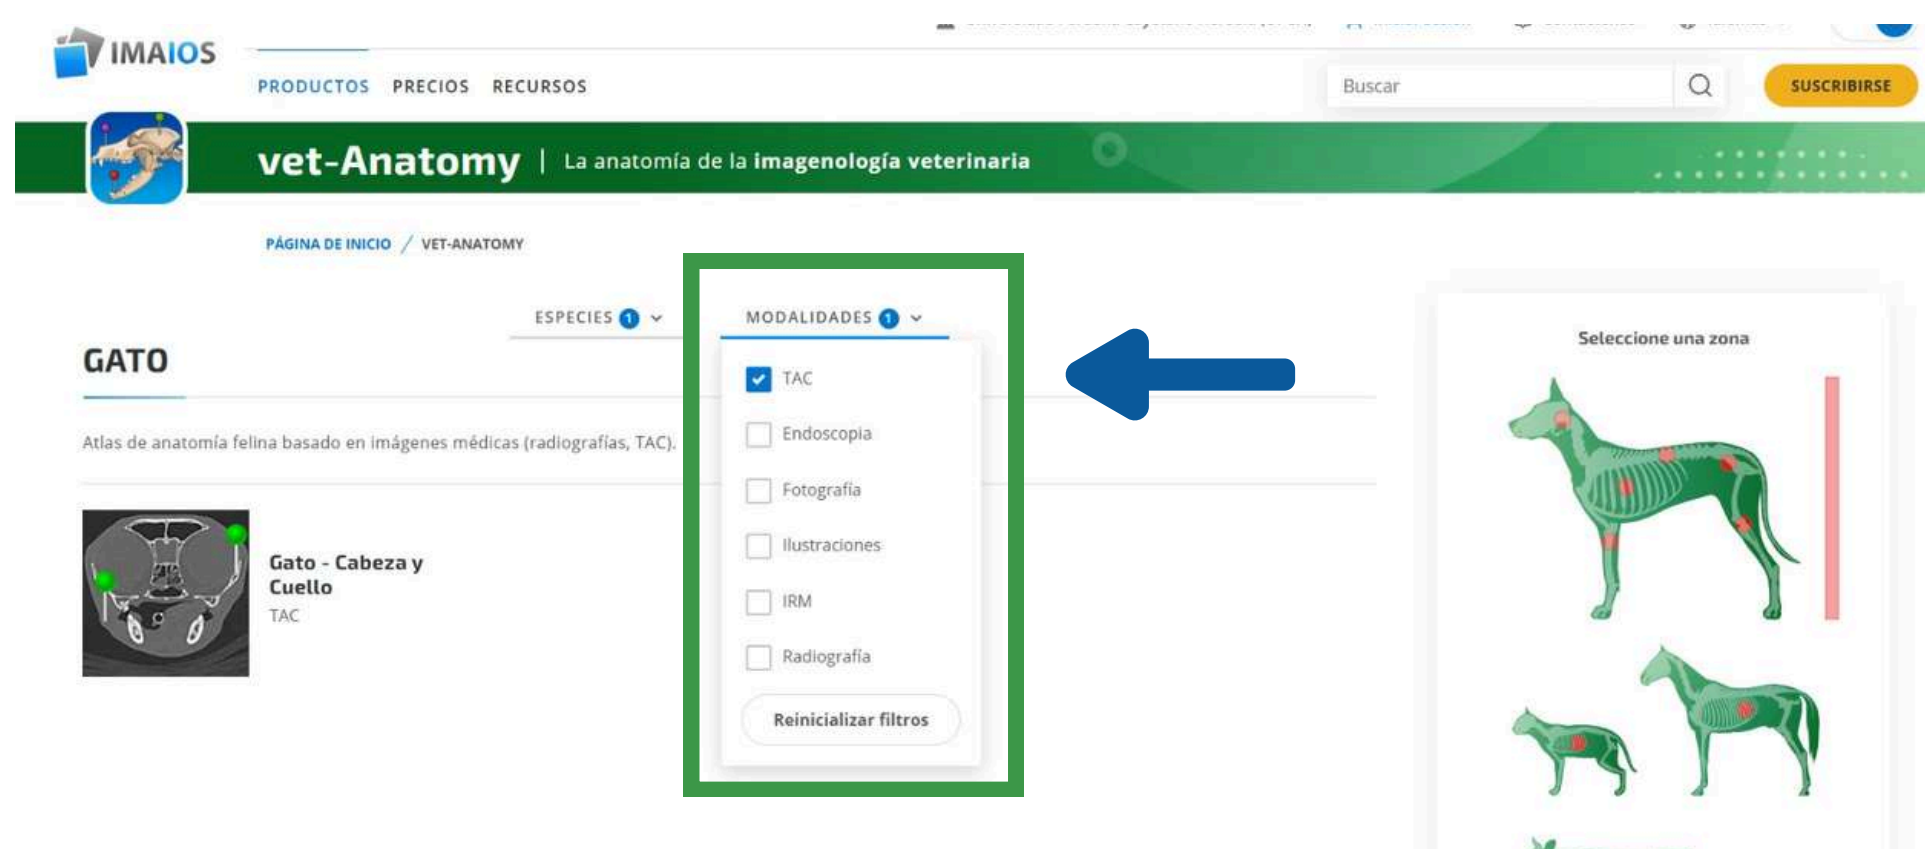 IMAIOS
PRODUCTOS PRECIOS RECURSOS
Buscar
SUSCRIBIRSE
vet-Anatomy | La anatomía de la imagenología veterinaria
PÁGINA DE INICIO / VET-ANATOMY
ESPECIES 1
MODALIDADES 1
GATO
TAC
Endoscopia
Fotografía
Ilustraciones
IRM
Radiografía
Reinicializar filtros
Atlas de anatomía felina basado en imágenes médicas (radiografías, TAC).
Gato - Cabeza y
Cuello
TAC
Seleccione una zona